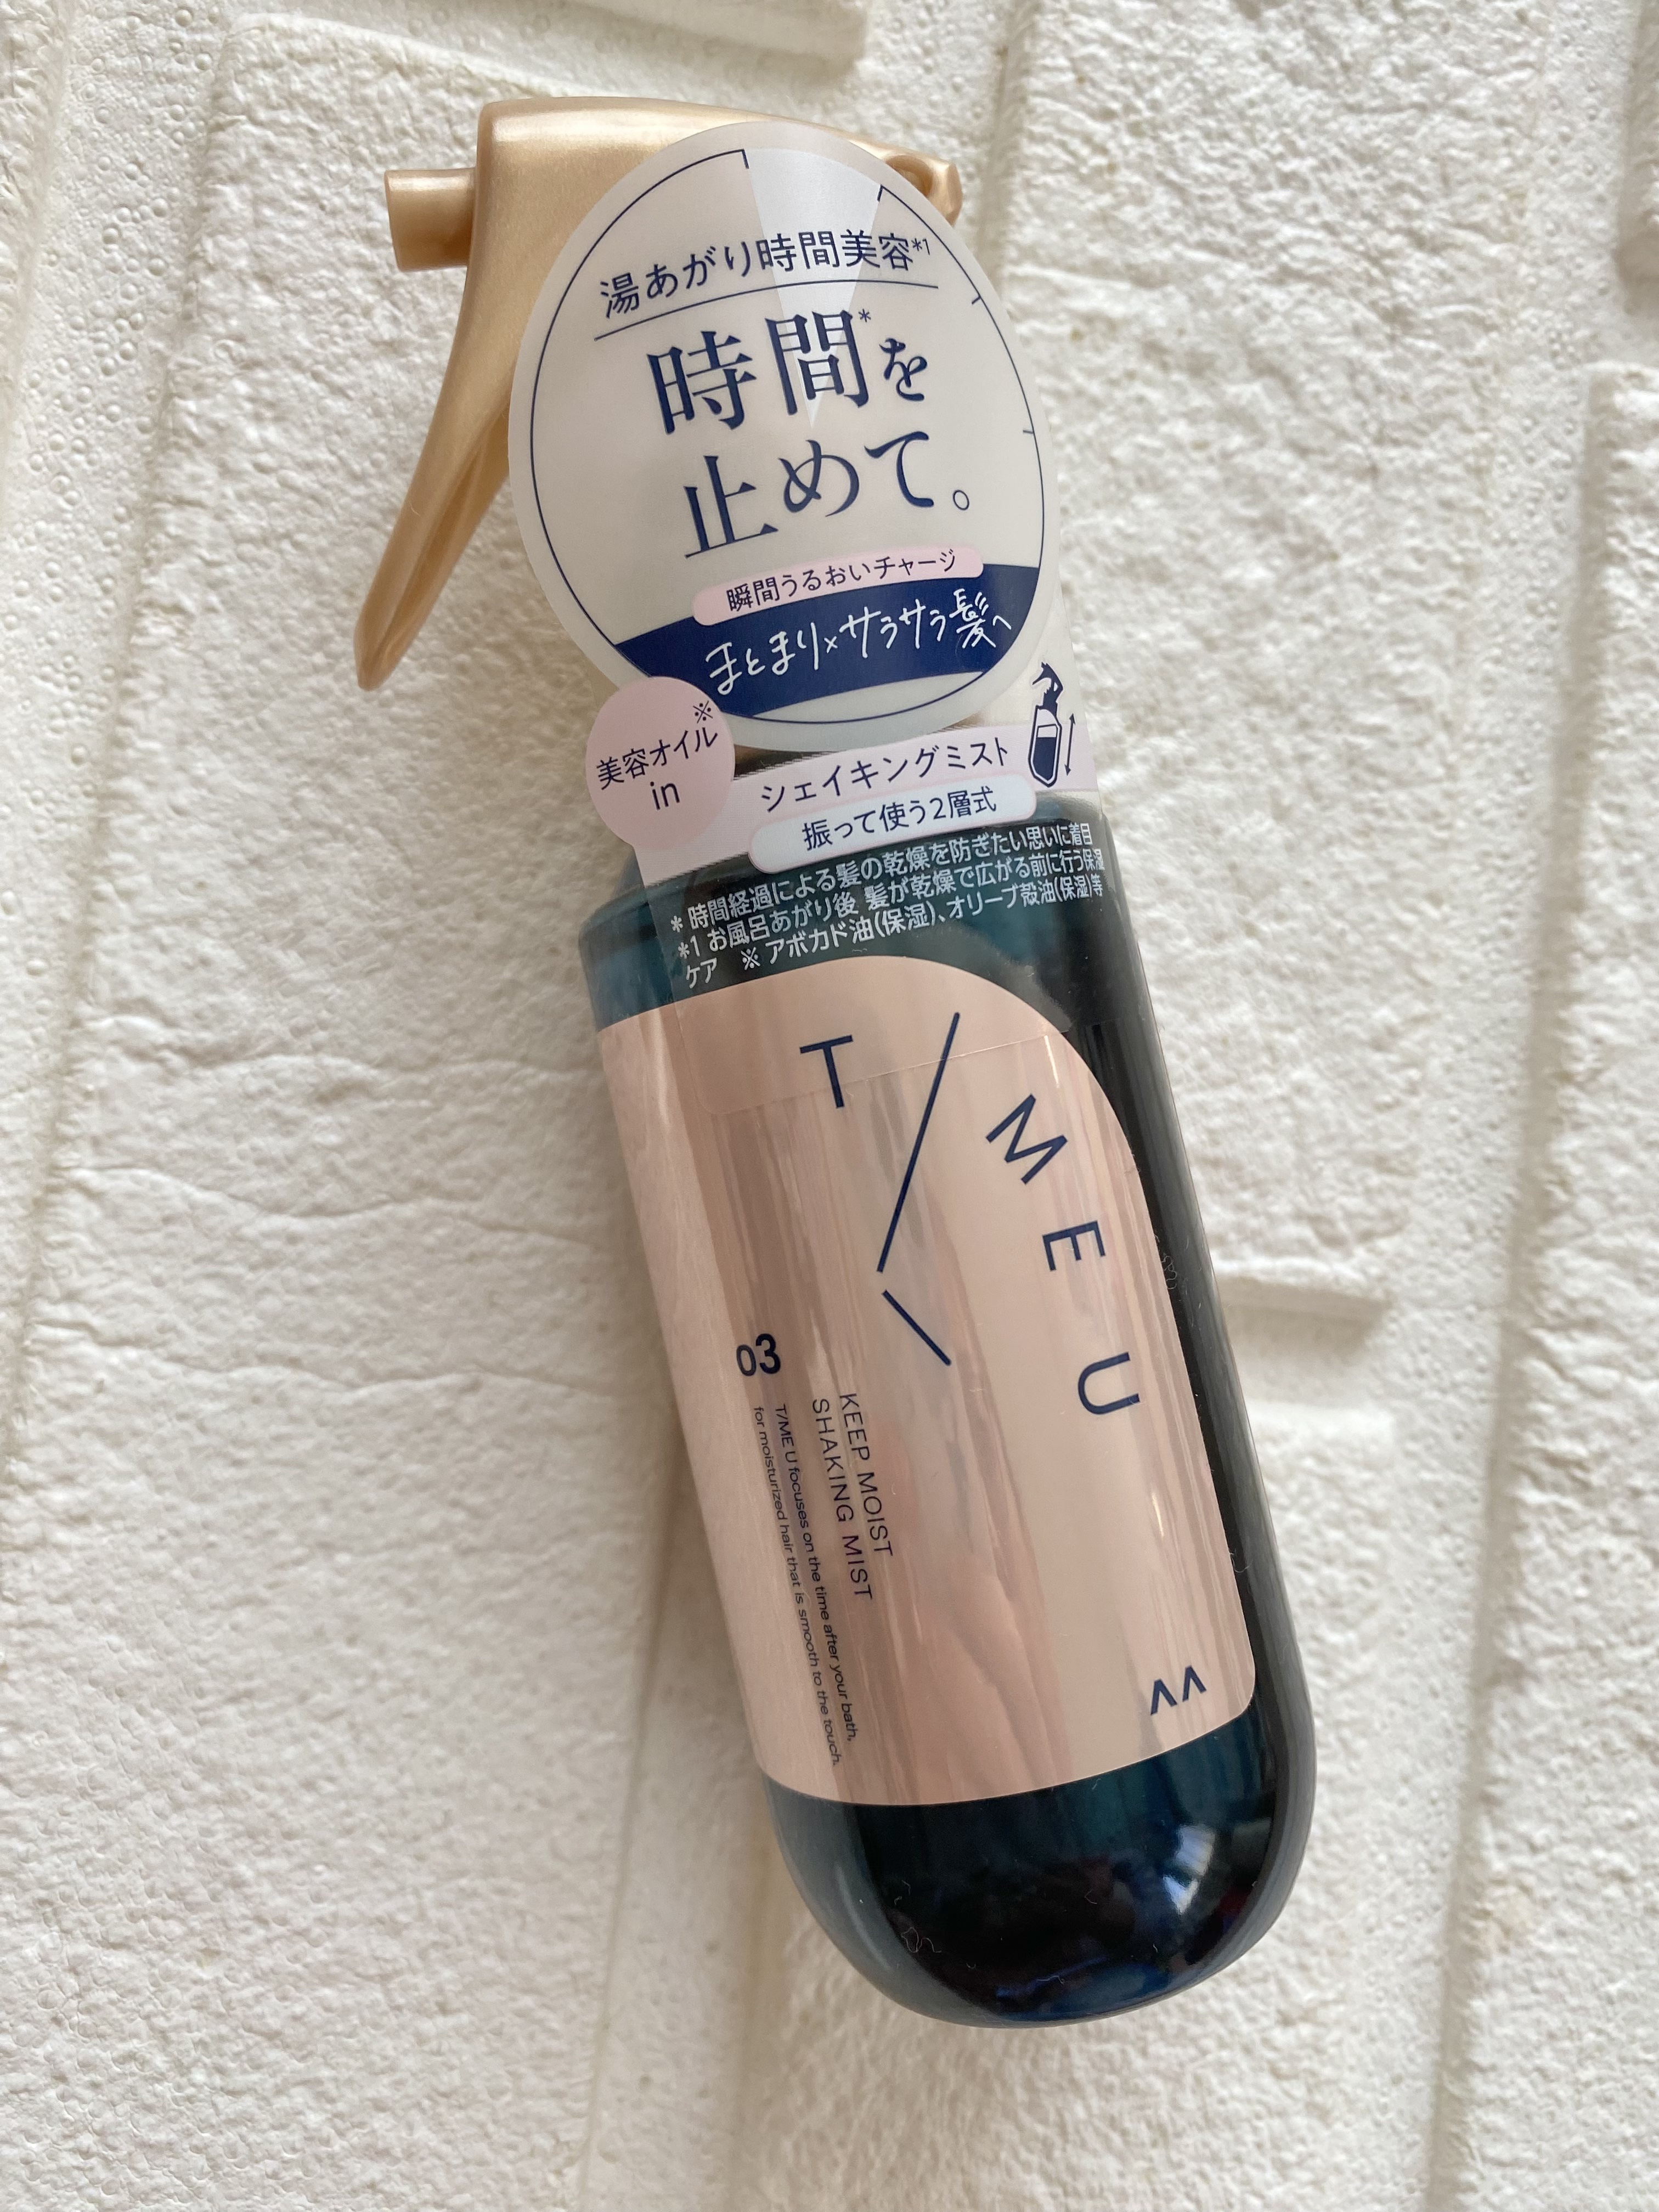 湯あがり時間美容*1
時間*を
止めて。
瞬間うるおいチャージ
まとまり×サラサラ髪へ
美容オイル※
in
シェイキングミスト
振って使う2層式
* 時間経過による髪の乾燥を防ぎたい思いに着目
*1 お風呂あがり後 髪が乾燥で広がる前に行う保湿
ケア ※ アボカド油(保湿)、オリーブ殻油(保湿)等
T/ME U
03
KEEP MOIST
SHAKING MIST
T/ME U focuses on the time after your bath,
for moisturized hair that is smooth to the touch.